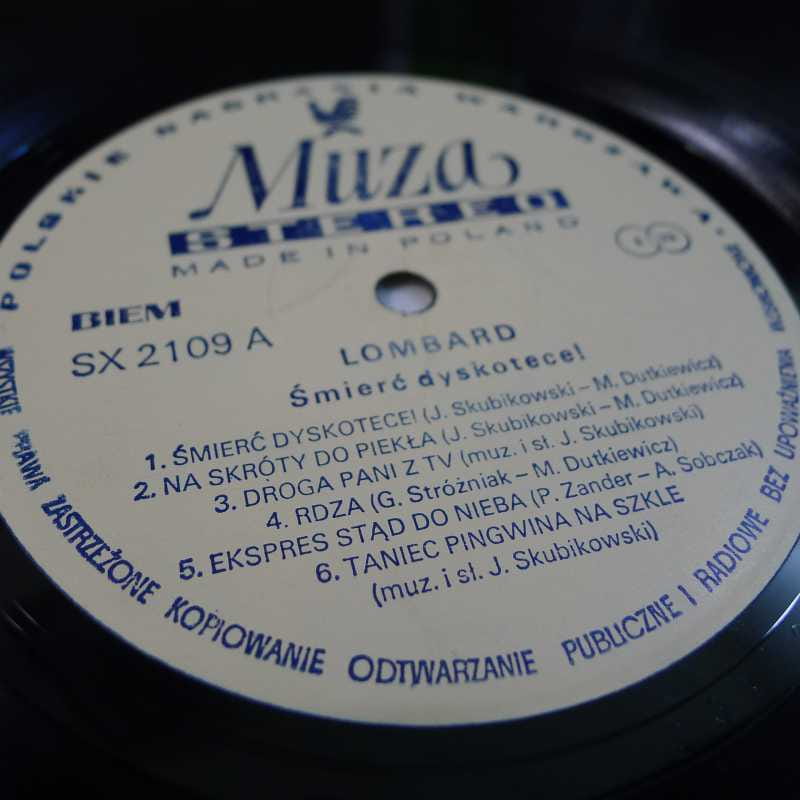 POLSKIE NAGRANIA WARSZAWA
Muza
STEREO
MADE IN POLAND
BIEM
SX 2109 A
LOMBARD
Śmierć dyskotece!
1. ŚMIERĆ DYSKOTECE! (J. Skubikowski – M. Dutkiewicz)
2. NA SKRÓTY DO PIEKŁA (J. Skubikowski – M. Dutkiewicz)
3. DROGA PANI Z TV (muz. i sł. J. Skubikowski)
4. RDZA (G. Stróżniak – M. Dutkiewicz)
5. EKSPRES STĄD DO NIEBA (P. Zander – A. Sobczak)
6. TANIEC PINGWINA NA SZKLE
(muz. i sł. J. Skubikowski)
PRAWA ZASTRZEŻONE KOPIOWANIE ODTWARZANIE PUBLICZNE I RADIOWE BEZ UPOWAŻNIENIA